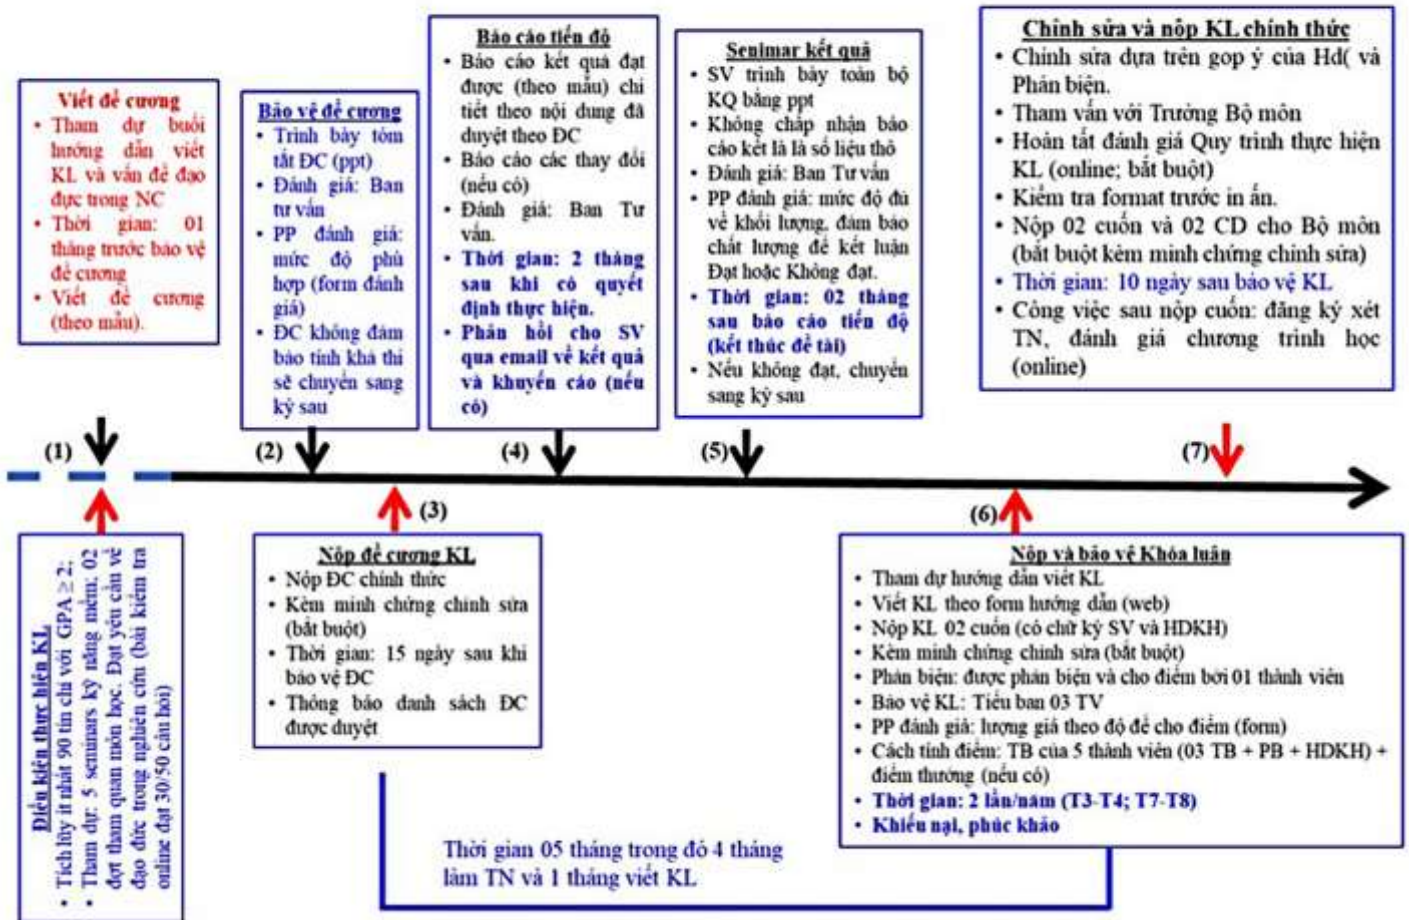 Viết đề cương
• Tham dự buổi
hướng dẫn viết
KL và vấn đề đạo
đực trong NC
• Thời gian: 01
tháng trước bảo vệ
đề cương
• Viết đề cương
(theo mẫu).
Bảo vệ đề cương
• Trình bày tóm
tắt ĐC (ppt)
• Đánh giá: Ban
tư vấn
• PP đánh giá:
mức độ phù
hợp (form đánh
giá)
• ĐC không đảm
bảo tính khả thi
sẽ chuyển sang
kỳ sau
Báo cáo tiến độ
• Báo cáo kết quả đạt
được (theo mẫu) chi
tiết theo nội dung đã
duyệt theo ĐC
• Báo cáo các thay đổi
(nếu có)
• Đánh giá: Ban Tư
vấn.
• Thời gian: 2 tháng
sau khi có quyết
định thực hiện.
• Phản hồi cho SV
qua email về kết quả
và khuyến cáo (nếu
có)
Senimar kết quả
• SV trình bày toàn bộ
KQ bằng ppt
• Không chấp nhận báo
cáo kết là là số liệu thô
• Đánh giá: Ban Tư vấn
• PP đánh giá: mức độ đủ
về khối lượng, đảm bảo
chất lượng để kết luận
Đạt hoặc Không đạt.
• Thời gian: 02 tháng
sau báo cáo tiến độ
(kết thúc đề tài)
• Nếu không đạt, chuyển
sang kỳ sau
Chỉnh sửa và nộp KL chính thức
• Chỉnh sửa dựa trên gop ý của Hd( và
Phản biện.
• Tham vấn với Trưởng Bộ môn
• Hoàn tất đánh giá Quy trình thực hiện
KL (online; bắt buột)
• Kiểm tra format trước in ấn.
• Nộp 02 cuốn và 02 CD cho Bộ môn
(bắt buột kèm minh chứng chỉnh sửa)
• Thời gian: 10 ngày sau bảo vệ KL
• Công việc sau nộp cuốn: đăng ký xét
TN, đánh giá chương trình học
(online)
(1)
(2)
(4)
(5)
(7)
(3)
(6)
Điều kiện thực hiện KL
• Tích lũy ít nhất 90 tín chỉ với GPA ≥ 2;
• Tham dự: 5 seminars kỹ năng mềm; 02
đợt tham quan môn học. Đạt yêu cầu về
đạo đức trong nghiên cứu (bài kiểm tra
online đạt 30/50 câu hỏi)
Nộp đề cương KL
• Nộp ĐC chính thức
• Kèm minh chứng chỉnh sửa
(bắt buột)
• Thời gian: 15 ngày sau khi
bảo vệ ĐC
• Thông báo danh sách ĐC
được duyệt
Nộp và bảo vệ Khóa luận
• Tham dự hướng dẫn viết KL
• Viết KL theo form hướng dẫn (web)
• Nộp KL 02 cuốn (có chữ ký SV và HDKH)
• Kèm minh chứng chỉnh sửa (bắt buột)
• Phản biện: được phản biện và cho điểm bởi 01 thành viên
• Bảo vệ KL: Tiểu ban 03 TV
• PP đánh giá: lượng giá theo độ để cho điểm (form)
• Cách tính điểm: TB của 5 thành viên (03 TB + PB + HDKH) +
điểm thưởng (nếu có)
• Thời gian: 2 lần/năm (T3-T4; T7-T8)
• Khiếu nại, phúc khảo
Thời gian 05 tháng trong đó 4 tháng
làm TN và 1 tháng viết KL